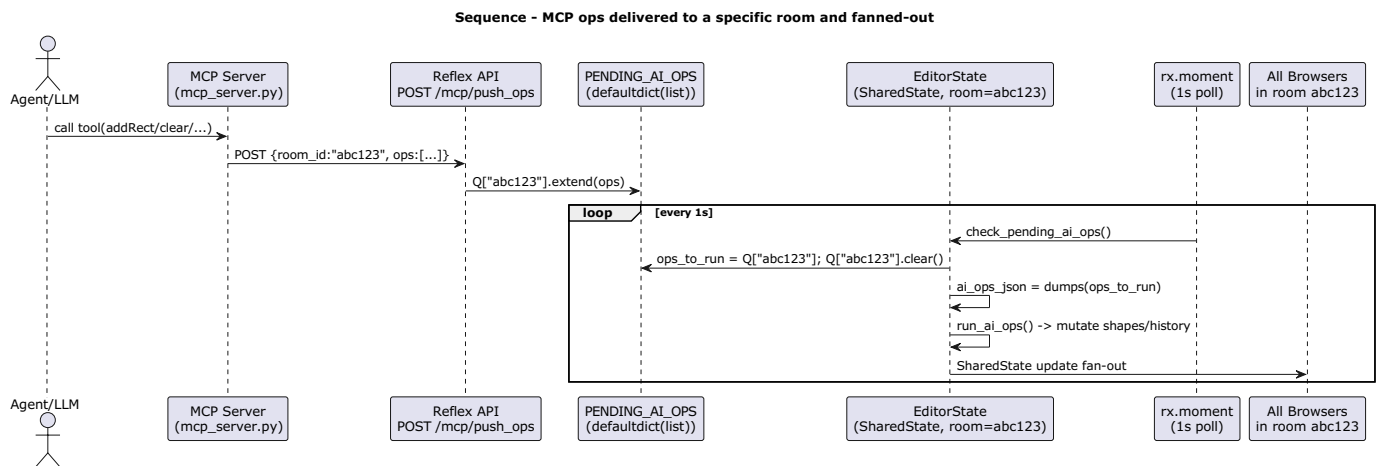 Sequence - MCP ops delivered to a specific room and fanned-out
Agent/LLM
MCP Server
(mcp_server.py)
Reflex API
POST /mcp/push_ops
PENDING_AI_OPS
(defaultdict(list))
EditorState
(SharedState, room=abc123)
rx.moment
(1s poll)
All Browsers
in room abc123
call tool(addRect/clear/...)
POST {room_id:"abc123", ops:[...]}
Q["abc123"].extend(ops)
loop [every 1s]
check_pending_ai_ops()
ops_to_run = Q["abc123"]; Q["abc123"].clear()
ai_ops_json = dumps(ops_to_run)
run_ai_ops() -> mutate shapes/history
SharedState update fan-out
Agent/LLM
MCP Server
(mcp_server.py)
Reflex API
POST /mcp/push_ops
PENDING_AI_OPS
(defaultdict(list))
EditorState
(SharedState, room=abc123)
rx.moment
(1s poll)
All Browsers
in room abc123